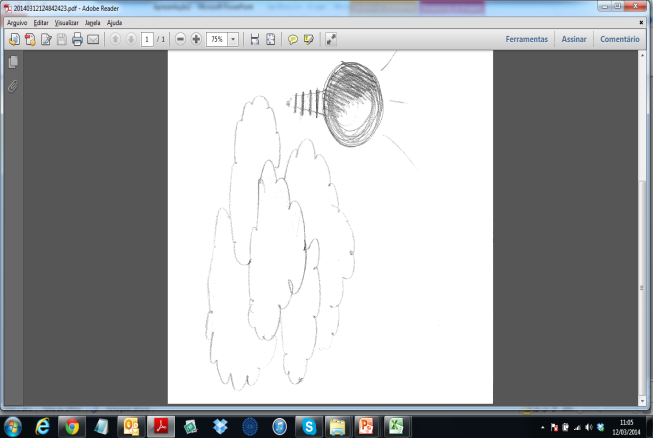 20140312124842423.pdf - Adobe Reader
Arquivo Editar Visualizar Janela Ajuda
1 / 1 75% Ferramentas Assinar Comentário
11:05
12/03/2014